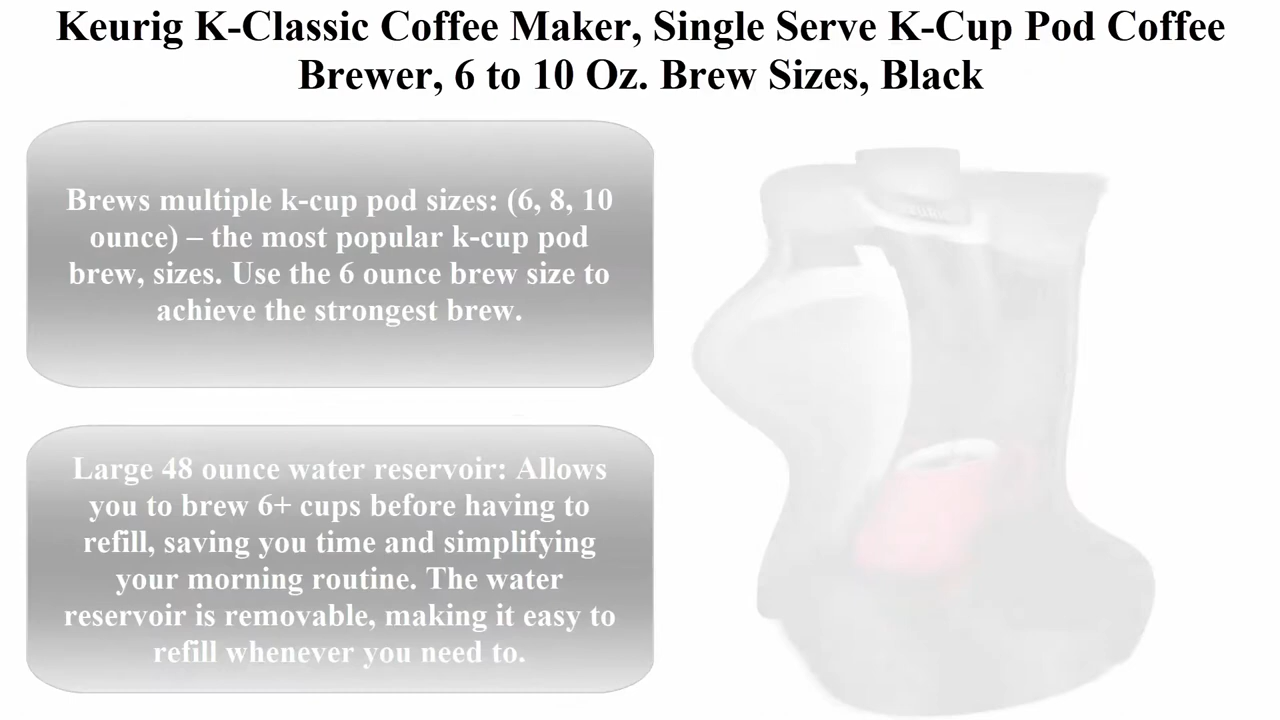 Keurig K-Classic Coffee Maker, Single Serve K-Cup Pod Coffee
Brewer, 6 to 10 Oz. Brew Sizes, Black
Brews multiple k-cup pod sizes: (6, 8, 10
ounce) – the most popular k-cup pod
brew, sizes. Use the 6 ounce brew size to
achieve the strongest brew.
Large 48 ounce water reservoir: Allows
you to brew 6+ cups before having to
refill, saving you time and simplifying
your morning routine. The water
reservoir is removable, making it easy to
refill whenever you need to.